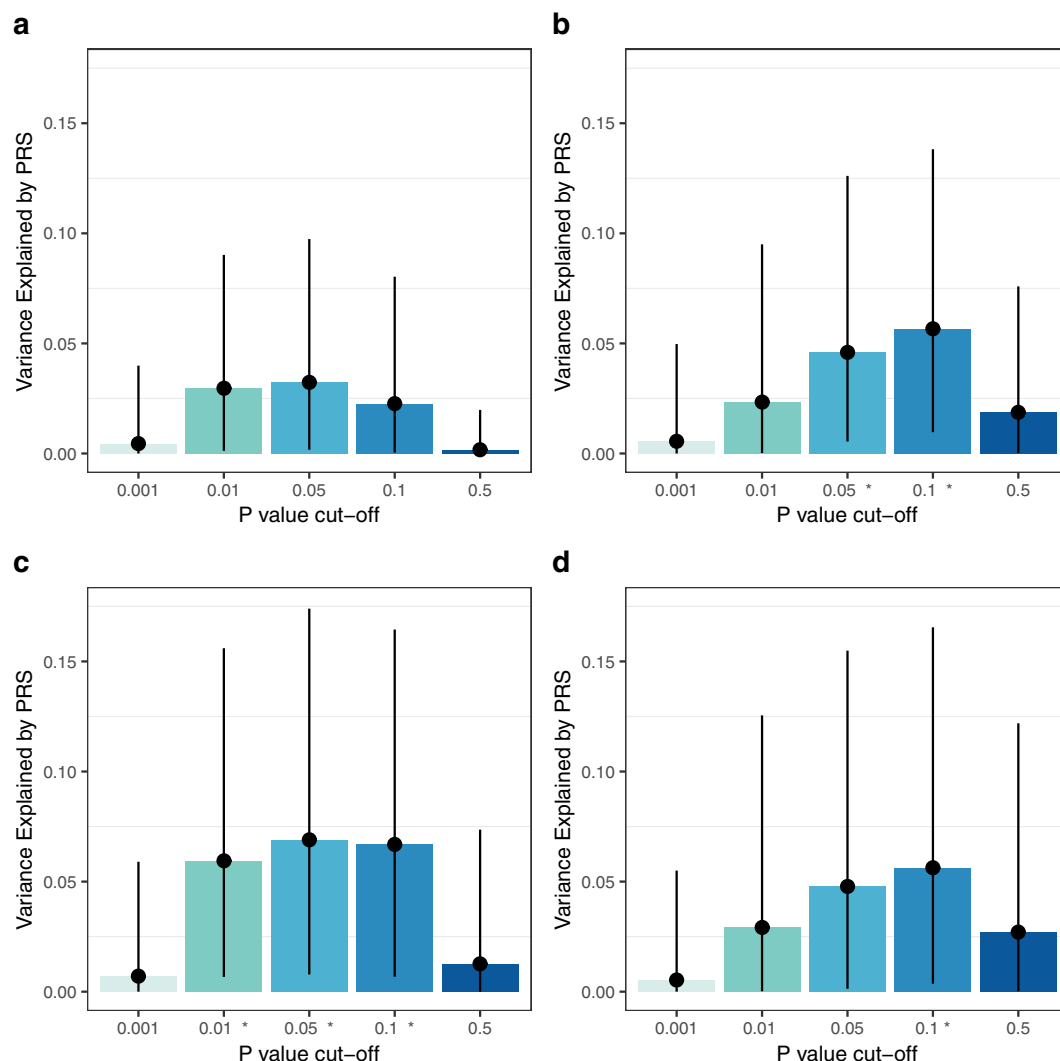 a
Variance Explained by PRS
0.15
0.10
0.05
0.00
0.001 0.01 0.05 0.1 0.5
P value cut−off
b
Variance Explained by PRS
0.15
0.10
0.05
0.00
0.001 0.01 0.05 * 0.1 * 0.5
P value cut−off
c
Variance Explained by PRS
0.15
0.10
0.05
0.00
0.001 0.01 * 0.05 * 0.1 * 0.5
P value cut−off
d
Variance Explained by PRS
0.15
0.10
0.05
0.00
0.001 0.01 0.05 0.1 * 0.5
P value cut−off